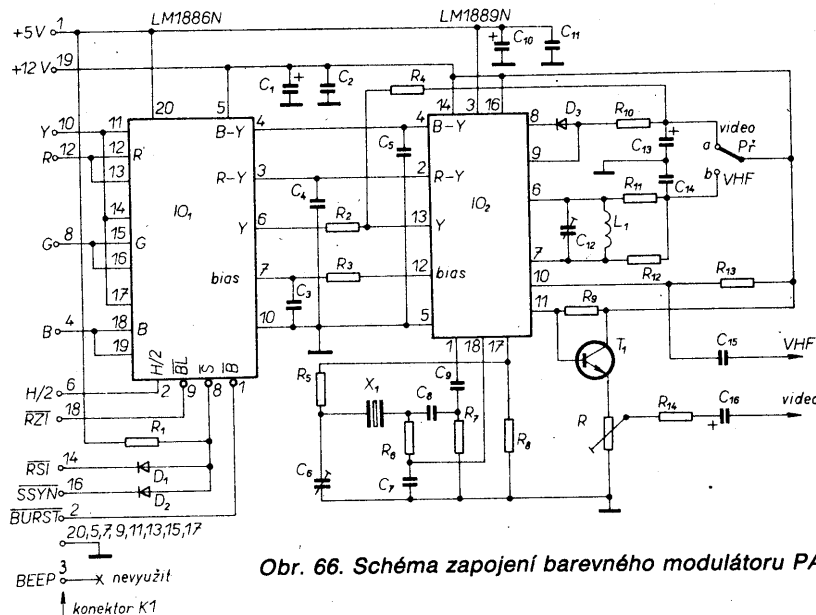 LM1886N
LM1889N
+5V 1
+12 V 19
C1 + C2
+ C10 C11
R4
20
5
14 3 16
Y 10
R 12
11
12 R
13
14
G 8
15 G
16
17
B 4
18 B
19
IO1
B-Y 4
R-Y 3
Y 6
bias 7
10
H/2 BL S B
2 9 8 1
C5
C4
R2
R3
C3
4 B-Y
2 R-Y
13 Y
12 bias
5
IO2
8
9
6
7
10
11
1 18 17
D3
R10
+
C13
C14
video
a
Př
b
VHF
R11
C12
L1
R12
R13
R9
T1
C15
VHF
C16
video
R
R14
+
H/2 6
RZI 18
R1
RSI 14
D1
SSYN 16
D2
BURST 2
20,5,7,9,11,13,15,17
BEEP 3 x nevyužit
konektor K1
R5
X1
C8
C9
R6
R7
R8
C6
C7
Obr. 66. Schéma zapojení barevného modulátoru PA